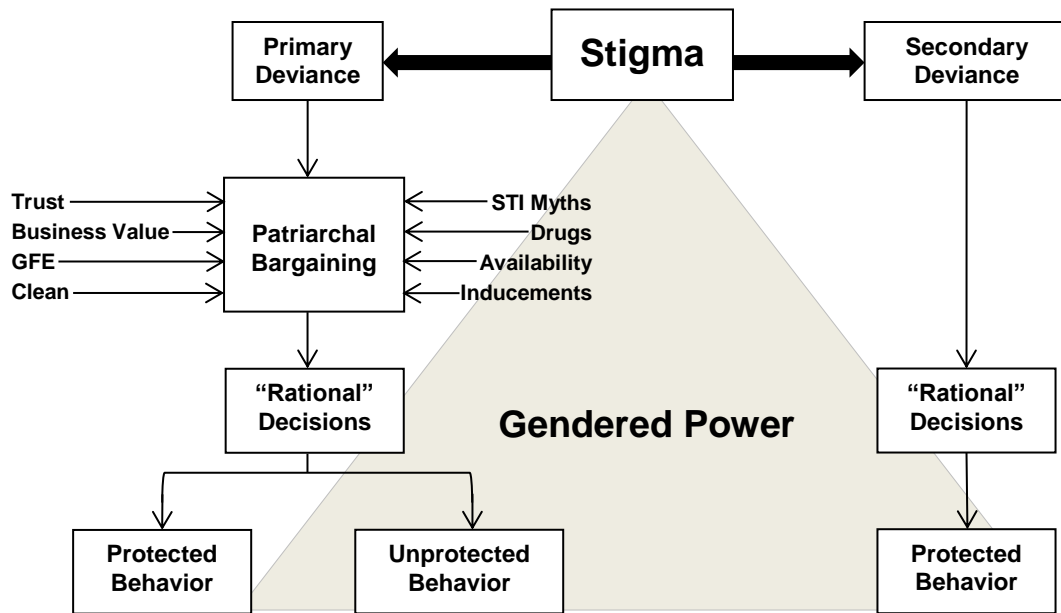 Primary
Deviance
Stigma
Secondary
Deviance
Trust
Business Value
GFE
Clean
Patriarchal
Bargaining
STI Myths
Drugs
Availability
Inducements
“Rational”
Decisions
Gendered Power
“Rational”
Decisions
Protected
Behavior
Unprotected
Behavior
Protected
Behavior